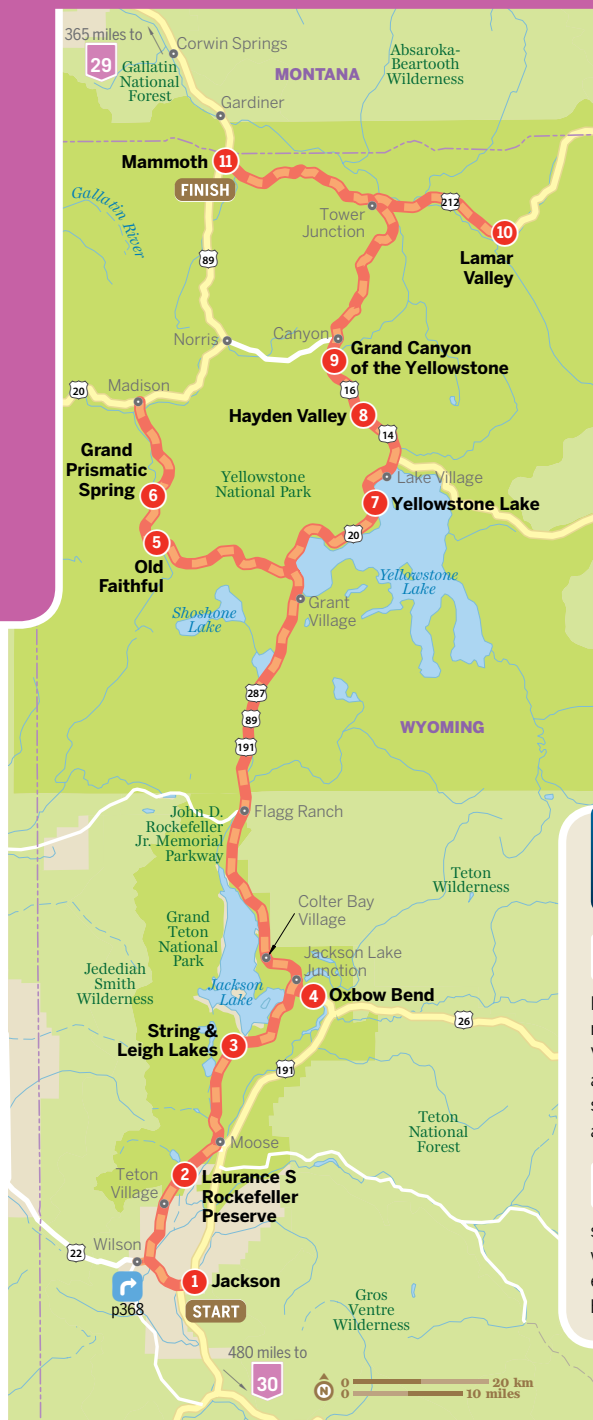 365 miles to
29
Corwin Springs
Gallatin
National
Forest
MONTANA
Absaroka-
Beartooth
Wilderness
Gardiner
Mammoth 11
FINISH
Gallatin
River
Tower
Junction
212
10
Lamar
Valley
89
Norris
Canyon
9 Grand Canyon
of the Yellowstone
20
Madison
16
Hayden Valley 8
14
Grand
Prismatic
Spring 6
Yellowstone
National Park
Lake Village
7 Yellowstone Lake
20
5
Old
Faithful
Yellowstone
Lake
Shoshone
Lake
Grant
Village
287
89
191
WYOMING
Flagg Ranch
John D.
Rockefeller
Jr. Memorial
Parkway
Teton
Wilderness
Colter Bay
Village
Grand
Teton
National
Park
Jackson Lake
Junction
Jedediah
Smith
Wilderness
Jackson
Lake
4 Oxbow Bend
26
String &
Leigh Lakes 3
191
Teton
National
Forest
Moose
2 Laurance S
Rockefeller
Preserve
Teton
Village
Wilson
22
p368
1 Jackson
START
Gros
Ventre
Wilderness
480 miles to
30
N
0 20 km
0 10 miles